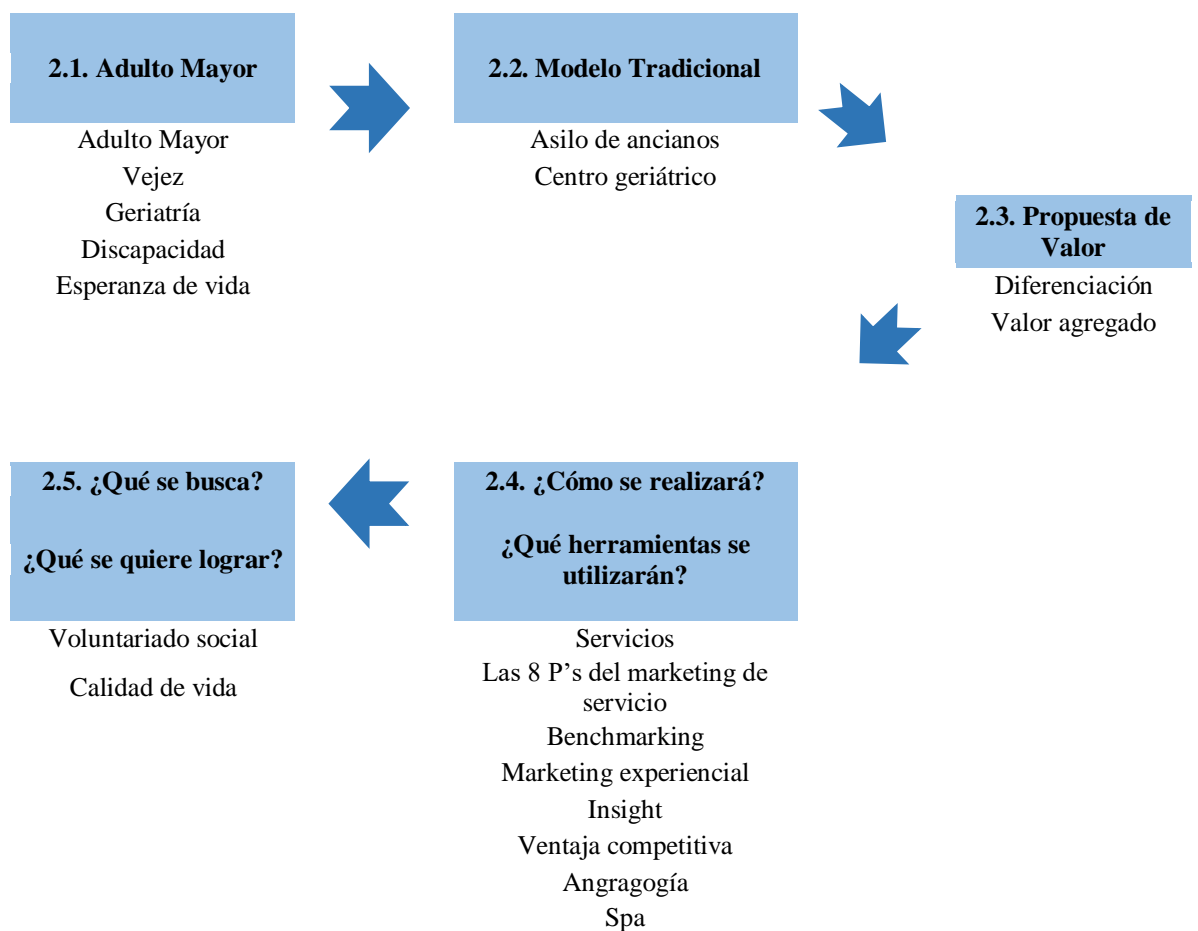 2.1. Adulto Mayor
Adulto Mayor
Vejez
Geriatría
Discapacidad
Esperanza de vida
2.2. Modelo Tradicional
Asilo de ancianos
Centro geriátrico
2.3. Propuesta de
Valor
Diferenciación
Valor agregado
2.4. ¿Cómo se realizará?
¿Qué herramientas se
utilizarán?
Servicios
Las 8 P’s del marketing de
servicio
Benchmarking
Marketing experiencial
Insight
Ventaja competitiva
Angragogía
Spa
2.5. ¿Qué se busca?
¿Qué se quiere lograr?
Voluntariado social
Calidad de vida